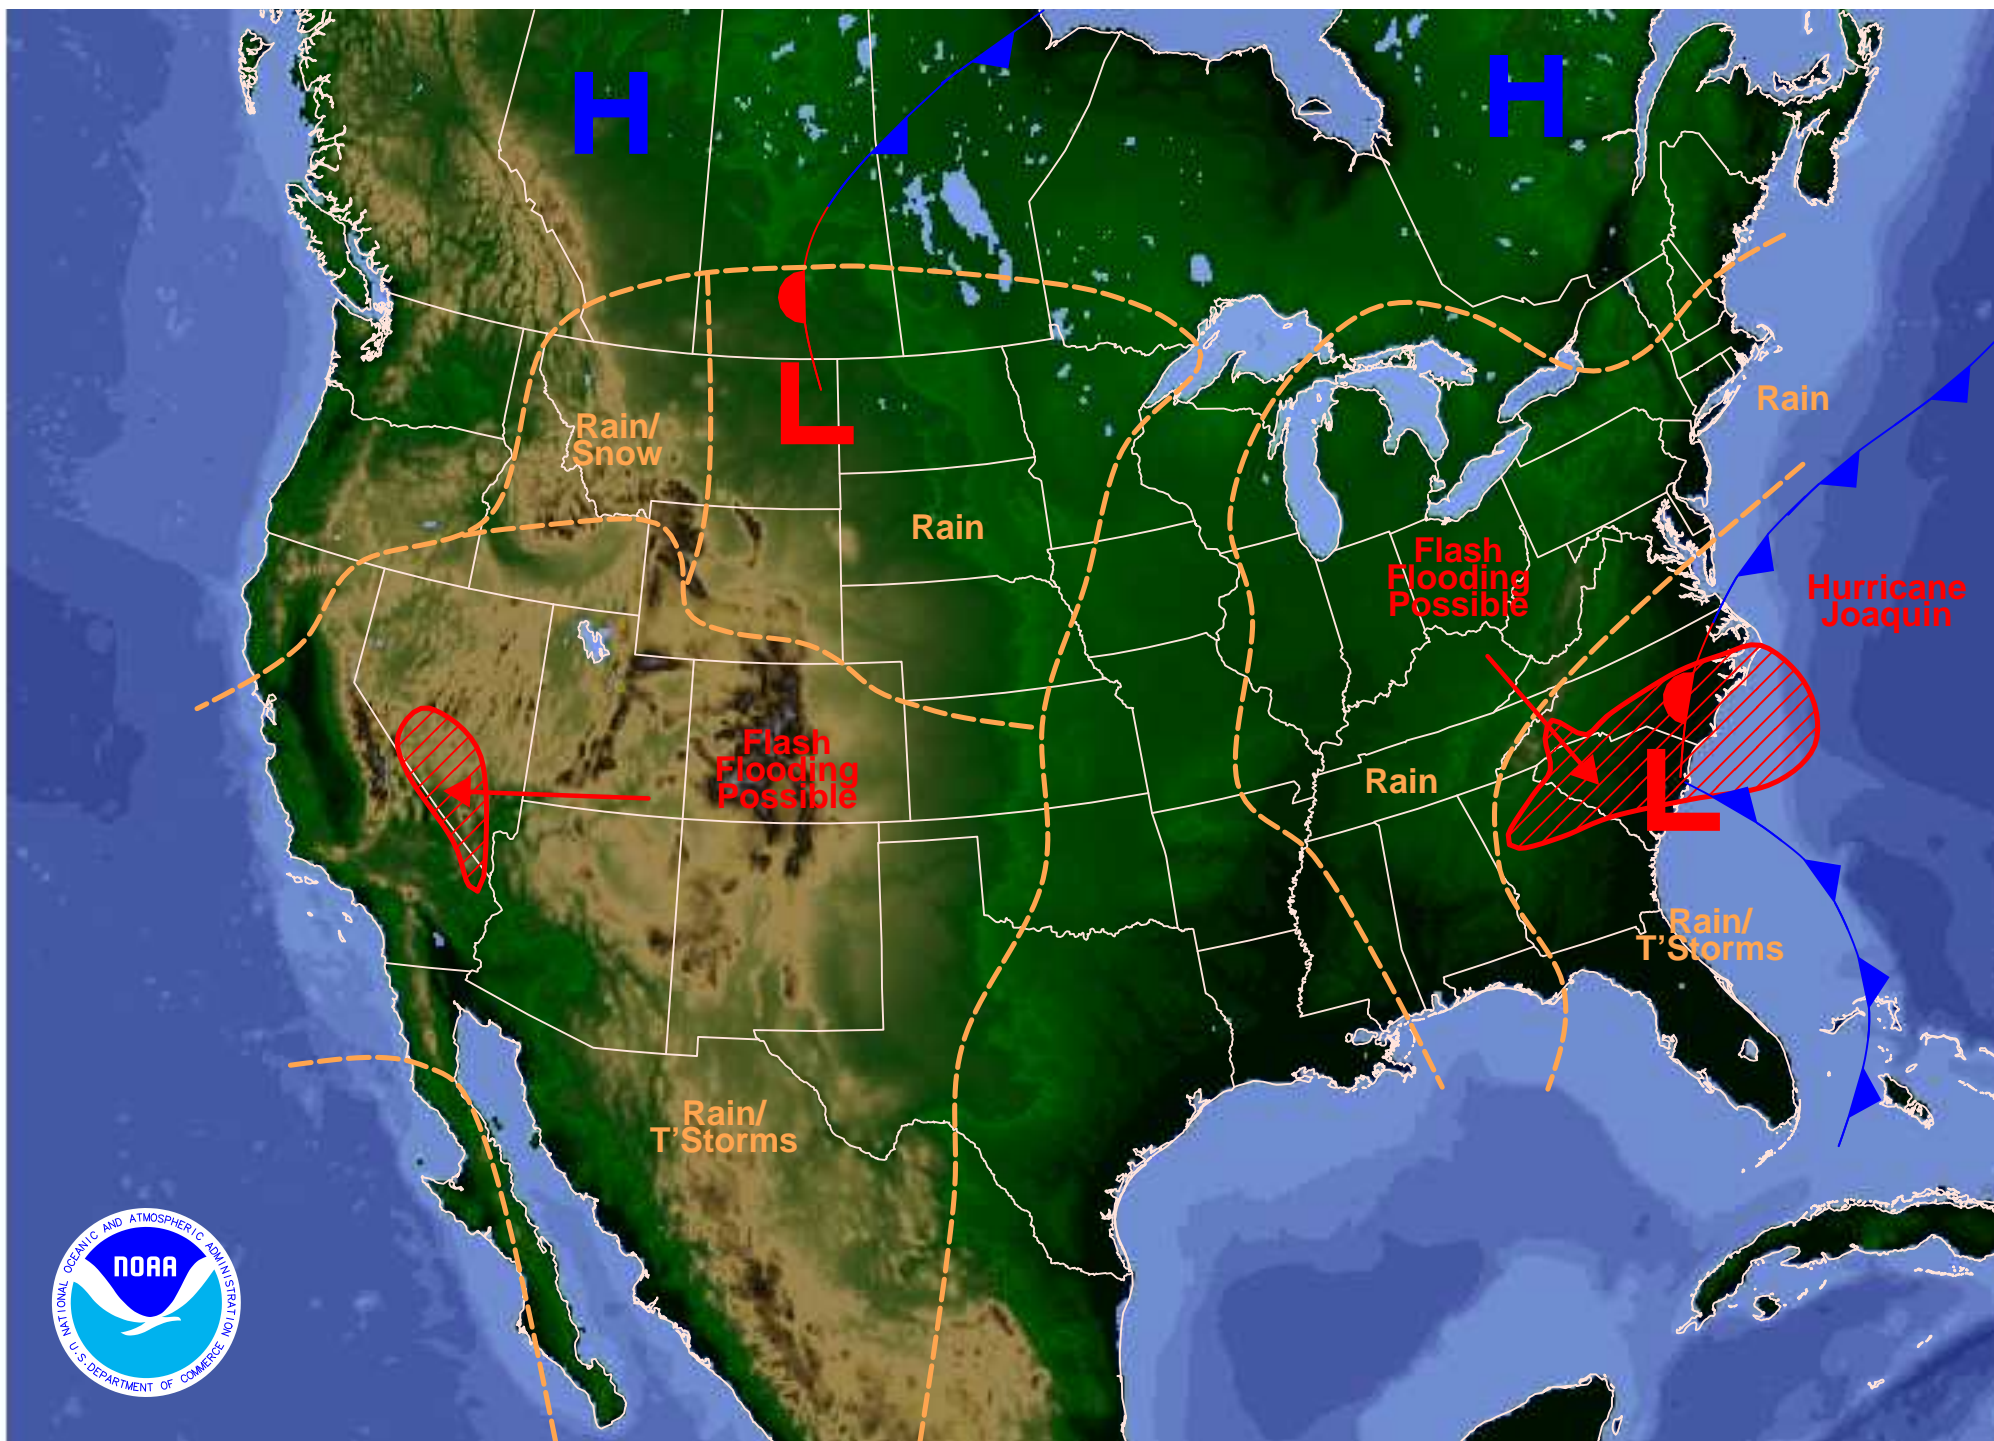 H
H
L
Rain/
Snow
Rain
Rain
Flash
Flooding
Possible
Hurricane
Joaquin
Flash
Flooding
Possible
Rain
L
Rain/
T'Storms
Rain/
T'Storms
NATIONAL OCEANIC AND ATMOSPHERIC ADMINISTRATION
NOAA
U.S. DEPARTMENT OF COMMERCE